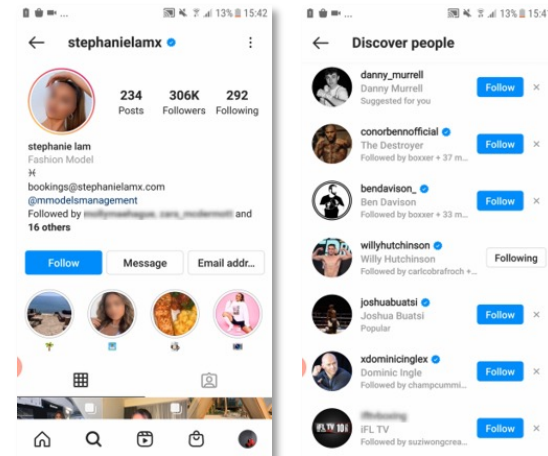 13% 15:42
stephanielamx
234 306K 292
Posts Followers Following
stephanie lam
Fashion Model
bookings@stephanielamx.com
@mmodelsmanagement
Followed by and
16 others
Follow Message Email addr...
13% 15:4
Discover people
danny_murrell
Danny Murrell
Suggested for you
Follow
conorbennofficial
The Destroyer
Followed by boxxer + 37 m...
Follow
bendavison_
Ben Davison
Followed by boxxer + 33 m...
Follow
willyhutchinson
Willy Hutchinson
Followed by carlcobrafroch +...
Following
joshuabuatsi
Joshua Buatsi
Popular
Follow
xdominicinglex
Dominic Ingle
Followed by champcummi...
Follow
iFL TV
Followed by suziwongcrea...
Follow